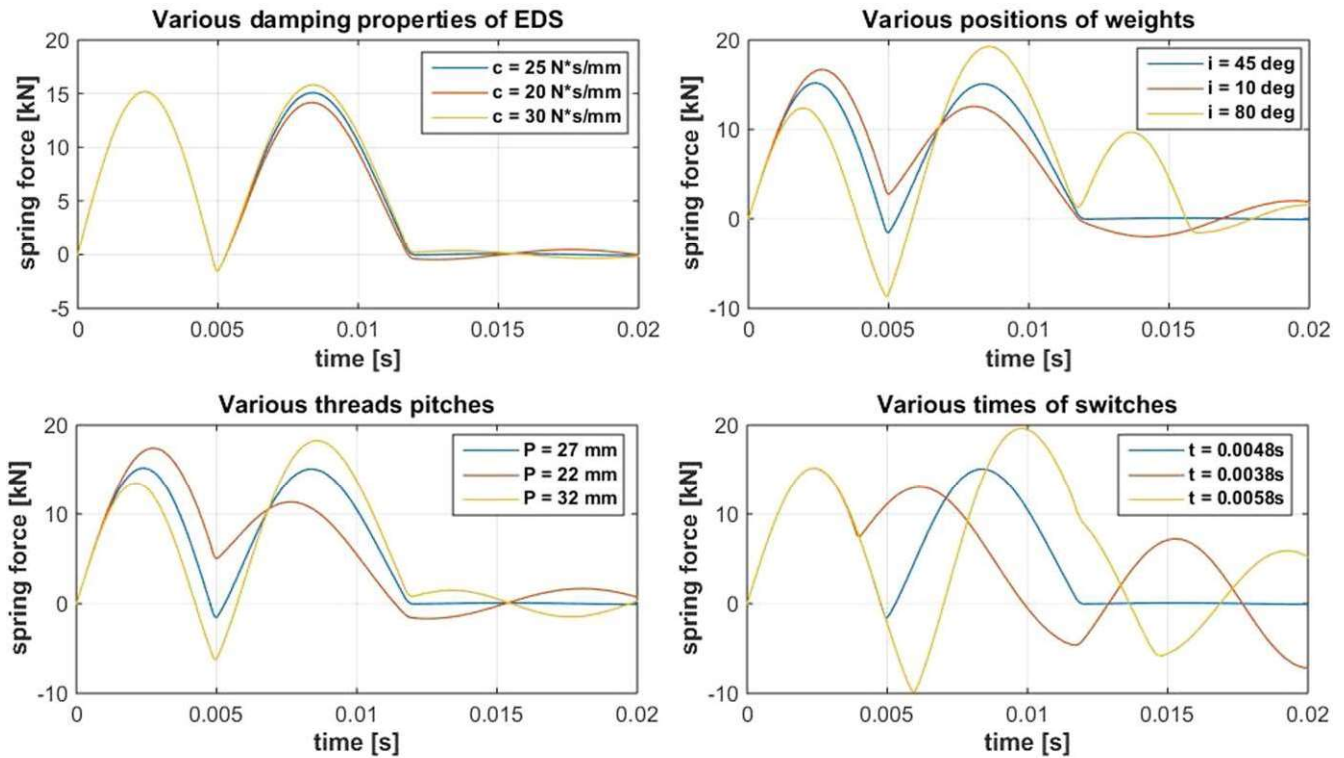 Various damping properties of EDS
20
15
10
5
0
-5
spring force [kN]
c = 25 N*s/mm
c = 20 N*s/mm
c = 30 N*s/mm
0
0.005
0.01
0.015
0.02
time [s]
Various positions of weights
20
10
0
-10
spring force [kN]
i = 45 deg
i = 10 deg
i = 80 deg
0
0.005
0.01
0.015
0.02
time [s]
Various threads pitches
20
10
0
-10
spring force [kN]
P = 27 mm
P = 22 mm
P = 32 mm
0
0.005
0.01
0.015
0.02
time [s]
Various times of switches
20
10
0
-10
spring force [kN]
t = 0.0048s
t = 0.0038s
t = 0.0058s
0
0.005
0.01
0.015
0.02
time [s]